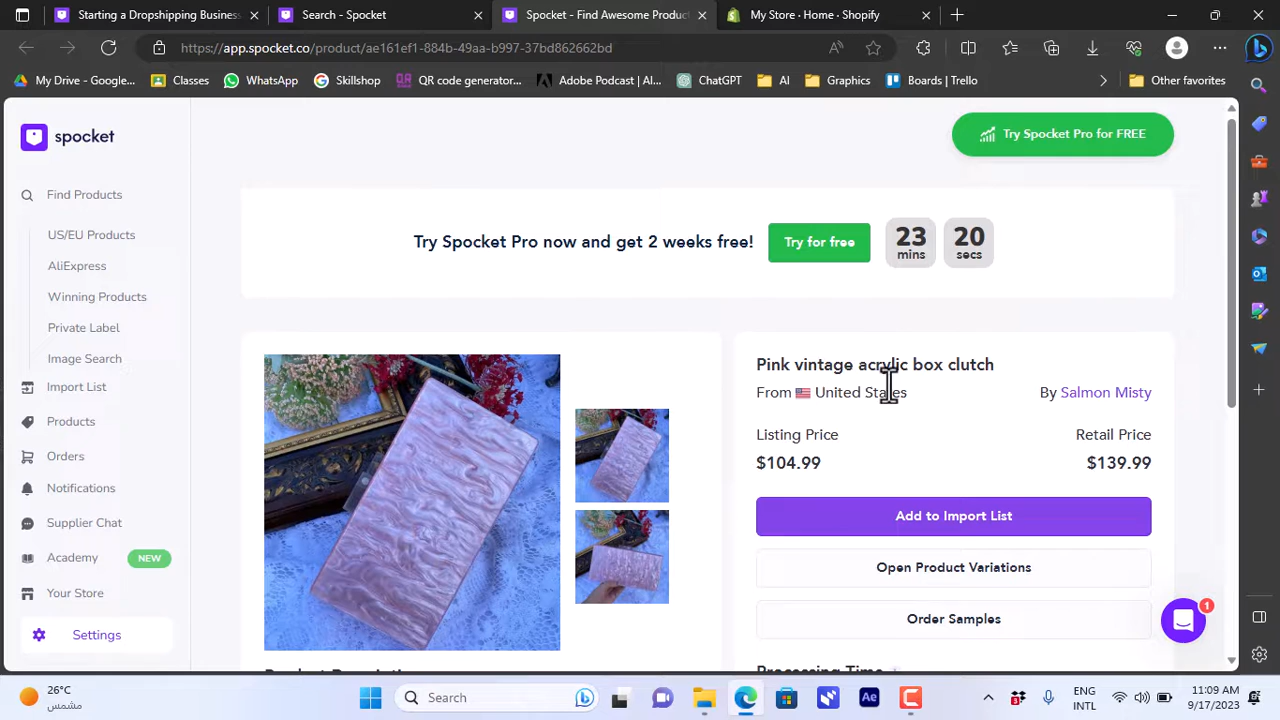 Starting a Dropshipping Business
Search - Spocket
Spocket - Find Awesome Product
My Store · Home · Shopify
https://app.spocket.co/product/ae161ef1-884b-49aa-b997-37bd862662bd
My Drive - Google...
Classes
WhatsApp
Skillshop
QR code generator...
Adobe Podcast | AI...
ChatGPT
AI
Graphics
Boards | Trello
Other favorites
spocket
Try Spocket Pro for FREE
Find Products
US/EU Products
AliExpress
Winning Products
Private Label
Image Search
Import List
Products
Orders
Notifications
Supplier Chat
Academy NEW
Your Store
Settings
Try Spocket Pro now and get 2 weeks free!
Try for free
23 mins
20 secs
Pink vintage acrylic box clutch
From United States
By Salmon Misty
Listing Price
Retail Price
$104.99
$139.99
Add to Import List
Open Product Variations
Order Samples
1
26°C
مشمس
Search
Ae
3
ENG
INTL
11:09 AM
9/17/2023